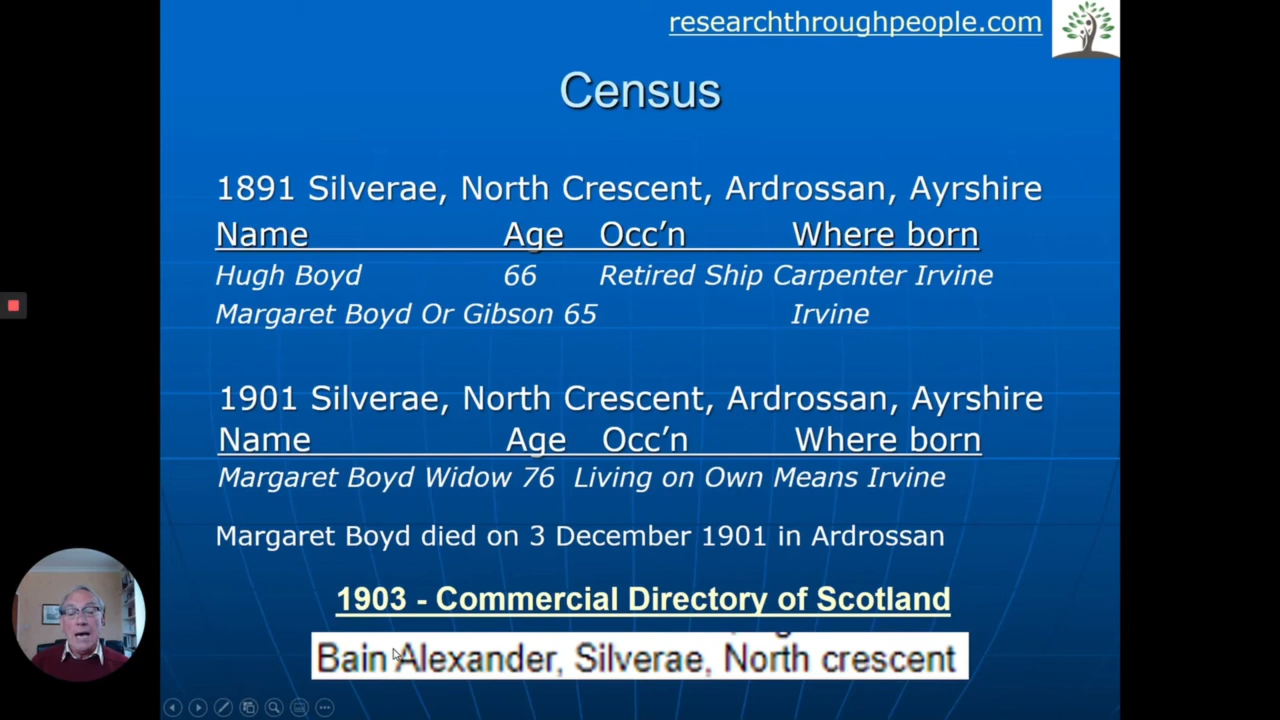 researchthroughpeople.com
Census
1891 Silverae, North Crescent, Ardrossan, Ayrshire
Name Age Occ’n Where born
Hugh Boyd 66 Retired Ship Carpenter Irvine
Margaret Boyd Or Gibson 65 Irvine
1901 Silverae, North Crescent, Ardrossan, Ayrshire
Name Age Occ’n Where born
Margaret Boyd Widow 76 Living on Own Means Irvine
Margaret Boyd died on 3 December 1901 in Ardrossan
1903 - Commercial Directory of Scotland
Bain Alexander, Silverae, North crescent